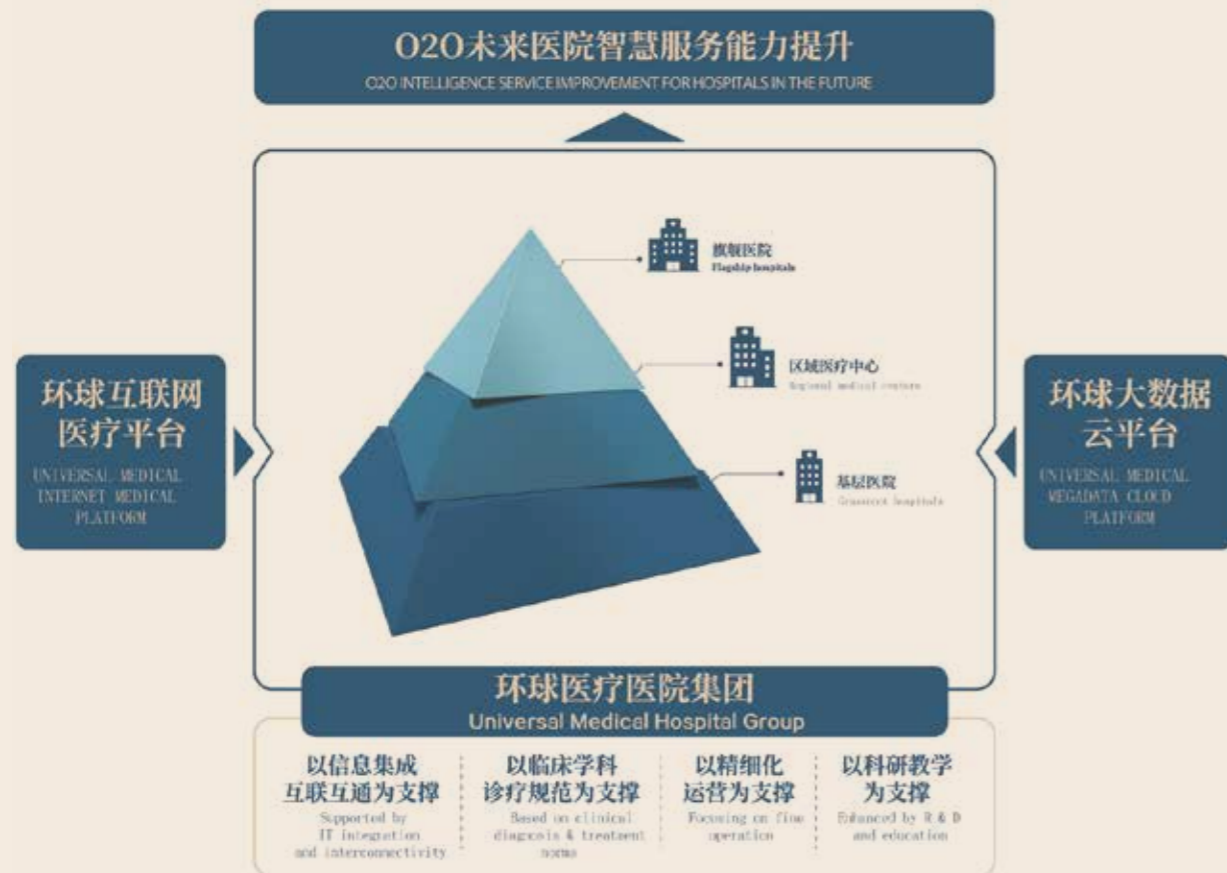 O2O未来医院智慧服务能力提升
O2O INTELLIGENCE SERVICE IMPROVEMENT FOR HOSPITALS IN THE FUTURE
旗舰医院
Flagship hospitals
区域医疗中心
Regional medical centers
基层医院
Grassroot hospitals
环球互联网
医疗平台
UNIVERSAL MEDICAL
INTERNET MEDICAL
PLATFORM
环球大数据
云平台
UNIVERSAL MEDICAL
MEGADATA CLOUD
PLATFORM
环球医疗医院集团
Universal Medical Hospital Group
以信息集成
互联互通为支撑
Supported by
IT integration
and interconnectivity
以临床学科
诊疗规范为支撑
Based on clinical
diagnosis & treatment
norms
以精细化
运营为支撑
Focusing on fine
operation
以科研教学
为支撑
Enhanced by R & D
and education